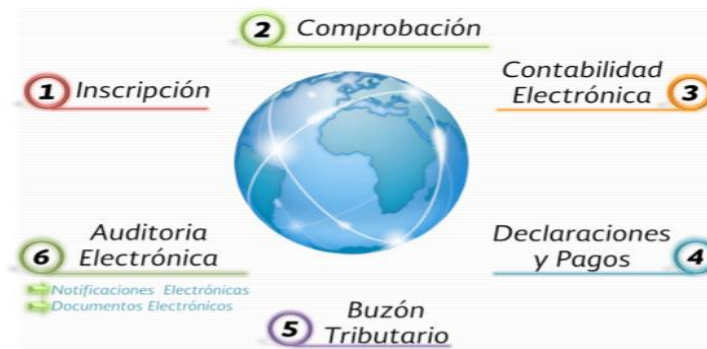 1 Inscripción
2 Comprobación
Contabilidad
Electrónica 3
Declaraciones
y Pagos 4
Buzón
5 Tributario
Auditoria
6 Electrónica
Notificaciones Electrónicas
Documentos Electrónicos